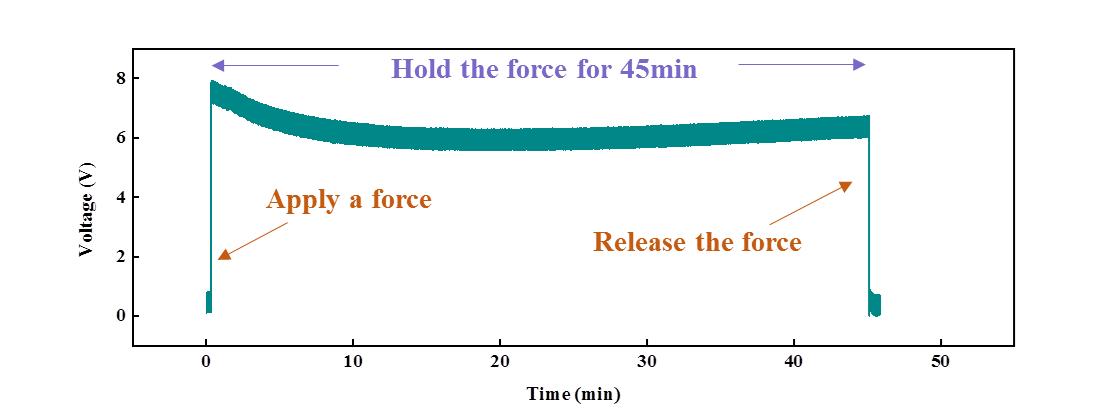 Hold the force for 45min
8
6
4
2
0
Voltage (V)
Apply a force
Release the force
0 10 20 30 40 50
Time (min)